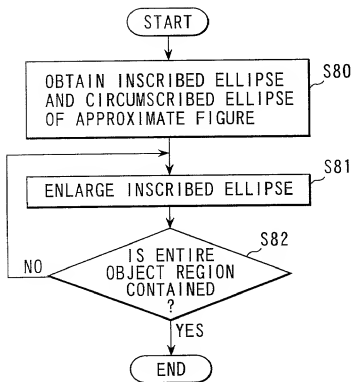 START
S80
OBTAIN INSCRIBED ELLIPSE
AND CIRCUMSCRIBED ELLIPSE
OF APPROXIMATE FIGURE
S81
ENLARGE INSCRIBED ELLIPSE
S82
IS ENTIRE
OBJECT REGION
CONTAINED
?
NO
YES
END